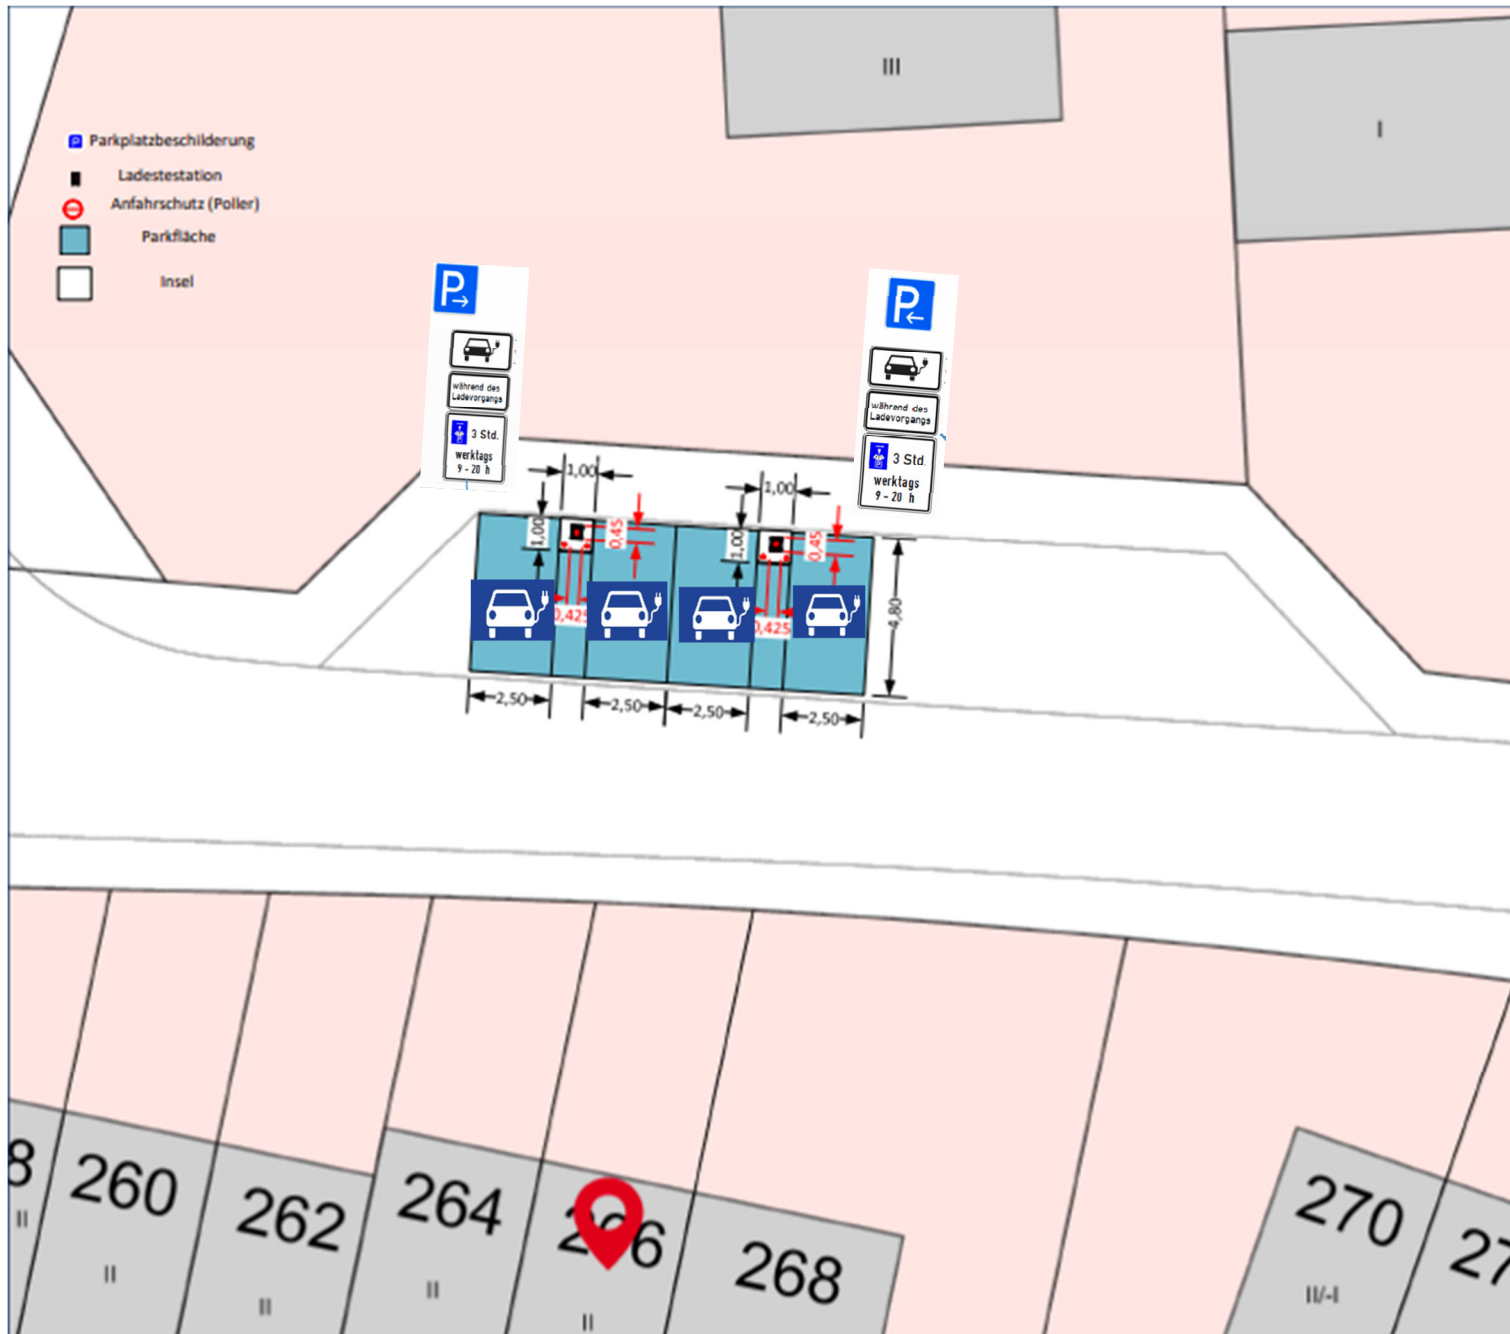 III
I
P Parkplatzbeschilderung
Ladestestation
Anfahrschutz (Poller)
Parkfläche
Insel
P
während des
Ladevorgangs
3 Std.
werktags
9 - 20 h
P
während des
Ladevorgangs
3 Std.
werktags
9 - 20 h
1,00
1,00
1,00
0,45
1,00
0,45
0,425
0,425
4,80
2,50
2,50
2,50
2,50
8
II
260
II
262
II
264
II
266
II
268
270
II/-I
27